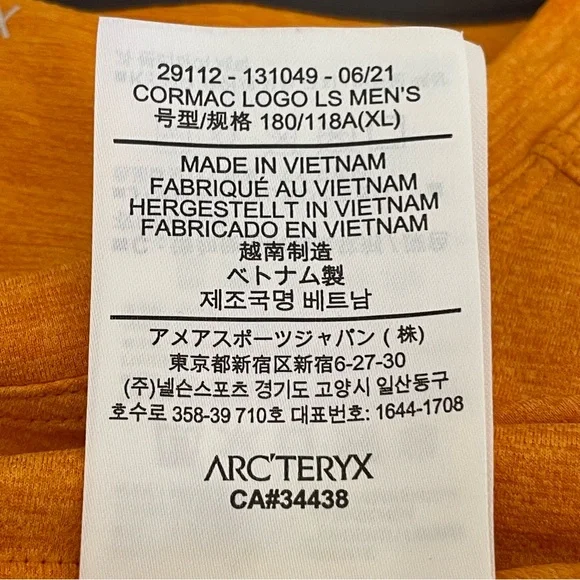 29112 - 131049 - 06/21
CORMAC LOGO LS MEN'S
号型/规格 180/118A(XL)
MADE IN VIETNAM
FABRIQUÉ AU VIETNAM
HERGESTELLT IN VIETNAM
FABRICADO EN VIETNAM
越南制造
ベトナム製
제조국명 베트남
アメアスポーツジャパン ( 株)
東京都新宿区新宿6-27-30
(주)넬슨스포츠 경기도 고양시 일산동구
호수로 358-39 710호 대표번호: 1644-1708
ARC'TERYX
CA#34438